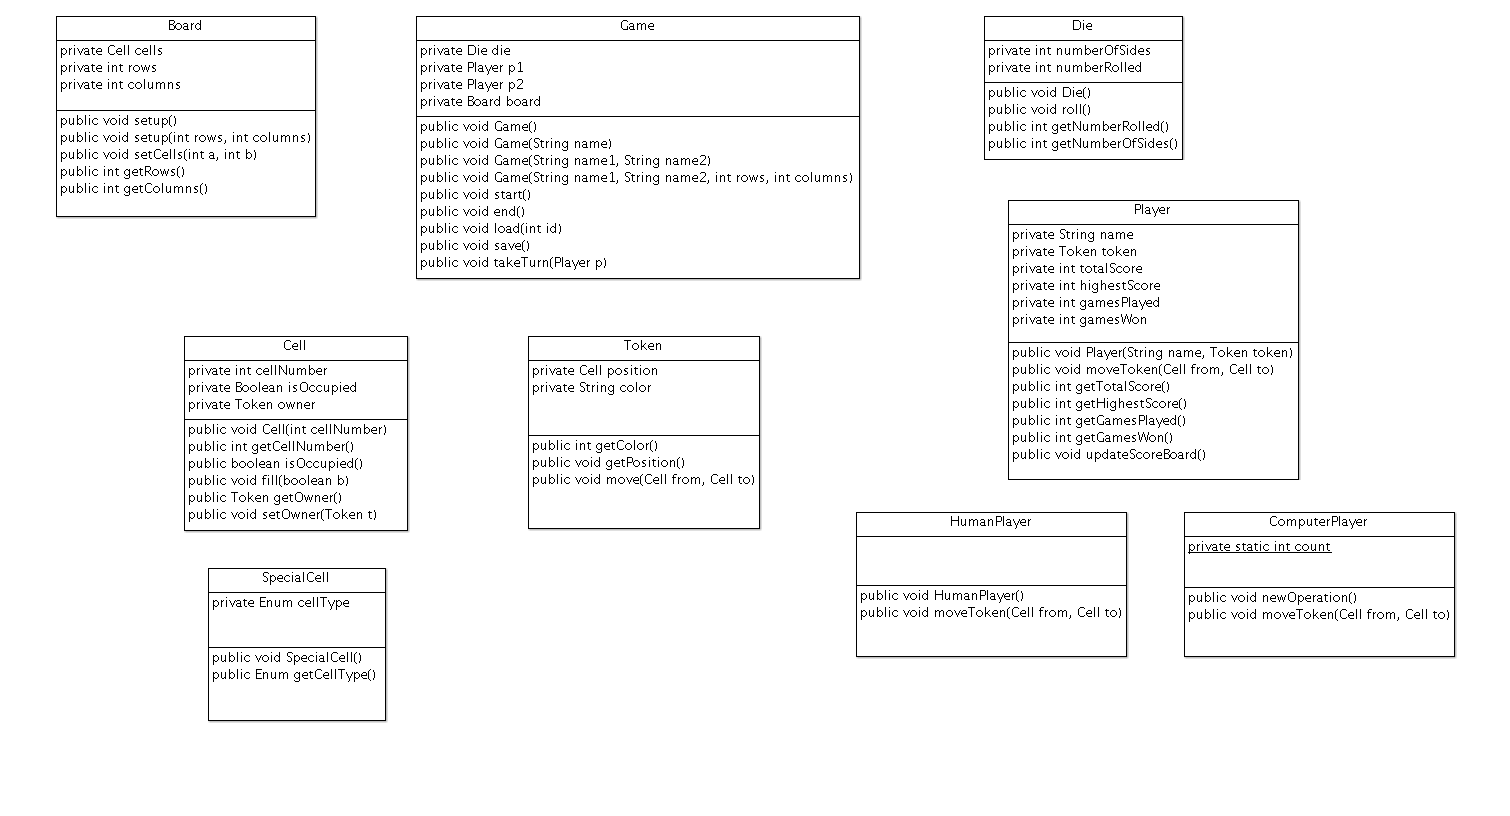 Board
private Cell cells
private int rows
private int columns
public void setup()
public void setup(int rows, int columns)
public void setCells(int a, int b)
public int getRows()
public int getColumns()
Game
private Die die
private Player p1
private Player p2
private Board board
public void Game()
public void Game(String name)
public void Game(String name1, String name2)
public void Game(String name1, String name2, int rows, int columns)
public void start()
public void end()
public void load(int id)
public void save()
public void takeTurn(Player p)
Die
private int numberOfSides
private int numberRolled
public void Die()
public void roll()
public int getNumberRolled()
public int getNumberOfSides()
Player
private String name
private Token token
private int totalScore
private int highestScore
private int gamesPlayed
private int gamesWon
public void Player(String name, Token token)
public void moveToken(Cell from, Cell to)
public int getTotalScore()
public int getHighestScore()
public int getGamesPlayed()
public int getGamesWon()
public void updateScoreBoard()
Cell
private int cellNumber
private Boolean isOccupied
private Token owner
public void Cell(int cellNumber)
public int getCellNumber()
public boolean isOccupied()
public void fill(boolean b)
public Token getOwner()
public void setOwner(Token t)
Token
private Cell position
private String color
public int getColor()
public void getPosition()
public void move(Cell from, Cell to)
HumanPlayer
public void HumanPlayer()
public void moveToken(Cell from, Cell to)
ComputerPlayer
private static int count
public void newOperation()
public void moveToken(Cell from, Cell to)
SpecialCell
private Enum cellType
public void SpecialCell()
public Enum getCellType()